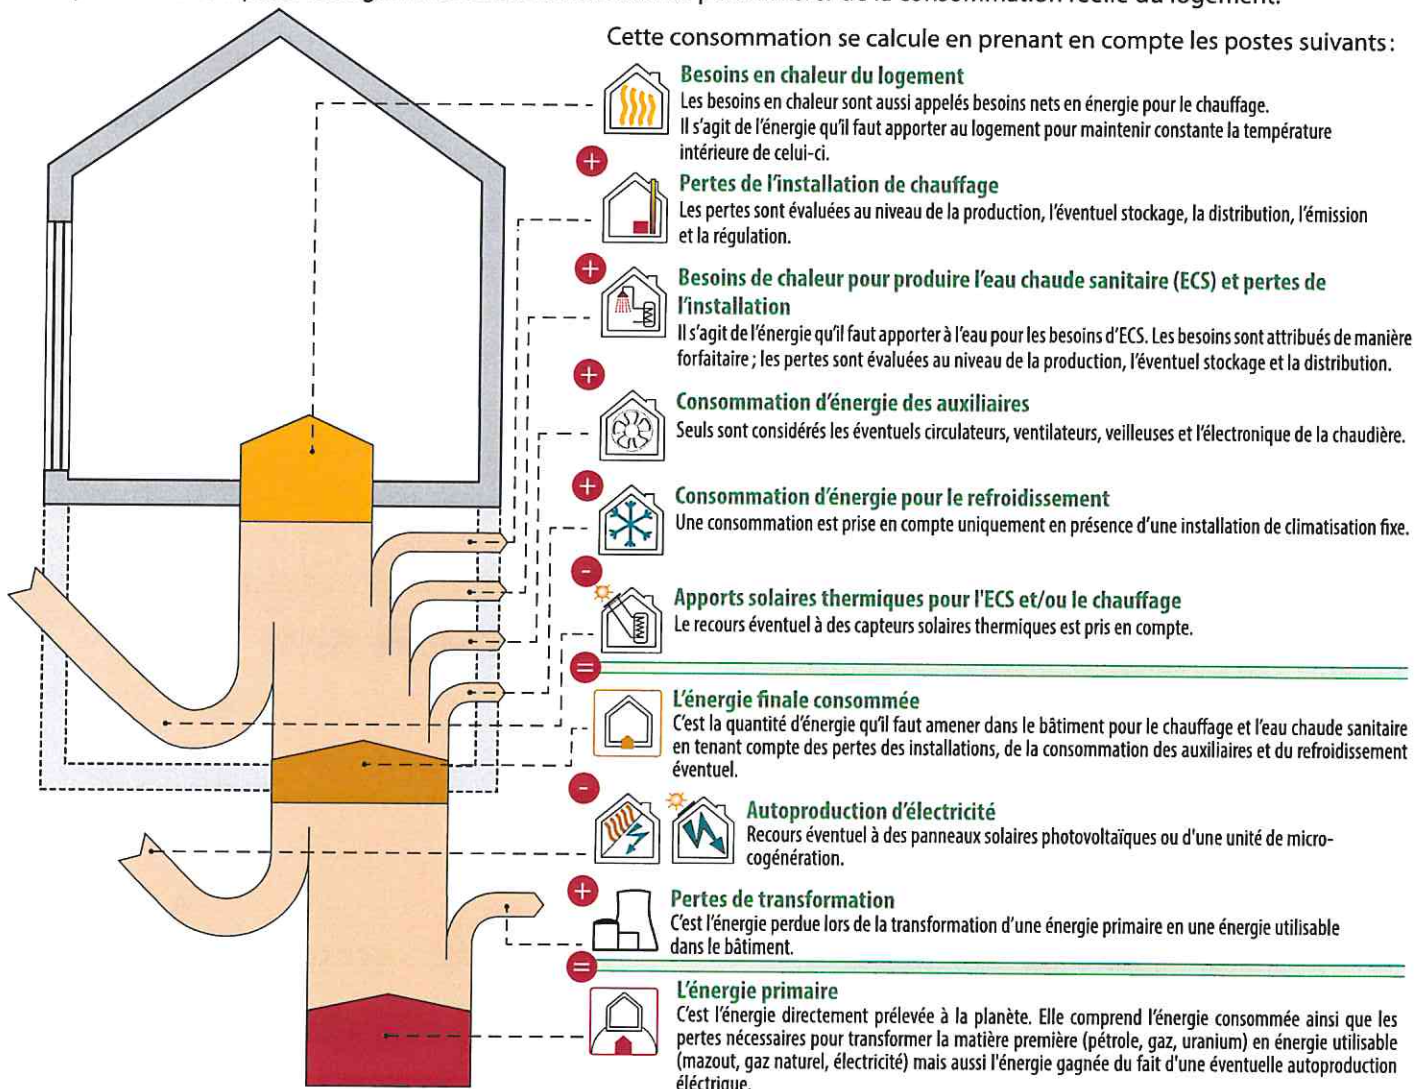 de la consommation réelle du logement.
Cette consommation se calcule en prenant en compte les postes suivants :
Besoins en chaleur du logement
Les besoins en chaleur sont aussi appelés besoins nets en énergie pour le chauffage.
Il s'agit de l'énergie qu'il faut apporter au logement pour maintenir constante la température
intérieure de celui-ci.
+
Pertes de l'installation de chauffage
Les pertes sont évaluées au niveau de la production, l'éventuel stockage, la distribution, l'émission
et la régulation.
+
Besoins de chaleur pour produire l'eau chaude sanitaire (ECS) et pertes de
l'installation
Il s'agit de l'énergie qu'il faut apporter à l'eau pour les besoins d'ECS. Les besoins sont attribués de manière
forfaitaire ; les pertes sont évaluées au niveau de la production, l'éventuel stockage et la distribution.
+
Consommation d'énergie des auxiliaires
Seuls sont considérés les éventuels circulateurs, ventilateurs, veilleuses et l'électronique de la chaudière.
+
Consommation d'énergie pour le refroidissement
Une consommation est prise en compte uniquement en présence d'une installation de climatisation fixe.
-
Apports solaires thermiques pour l'ECS et/ou le chauffage
Le recours éventuel à des capteurs solaires thermiques est pris en compte.
=
L'énergie finale consommée
C'est la quantité d'énergie qu'il faut amener dans le bâtiment pour le chauffage et l'eau chaude sanitaire
en tenant compte des pertes des installations, de la consommation des auxiliaires et du refroidissement
éventuel.
-
Autoproduction d'électricité
Recours éventuel à des panneaux solaires photovoltaïques ou d'une unité de micro-
cogénération.
+
Pertes de transformation
C'est l'énergie perdue lors de la transformation d'une énergie primaire en une énergie utilisable
dans le bâtiment.
=
L'énergie primaire
C'est l'énergie directement prélevée à la planète. Elle comprend l'énergie consommée ainsi que les
pertes nécessaires pour transformer la matière première (pétrole, gaz, uranium) en énergie utilisable
(mazout, gaz naturel, électricité) mais aussi l'énergie gagnée du fait d'une éventuelle autoproduction
éléctrique.